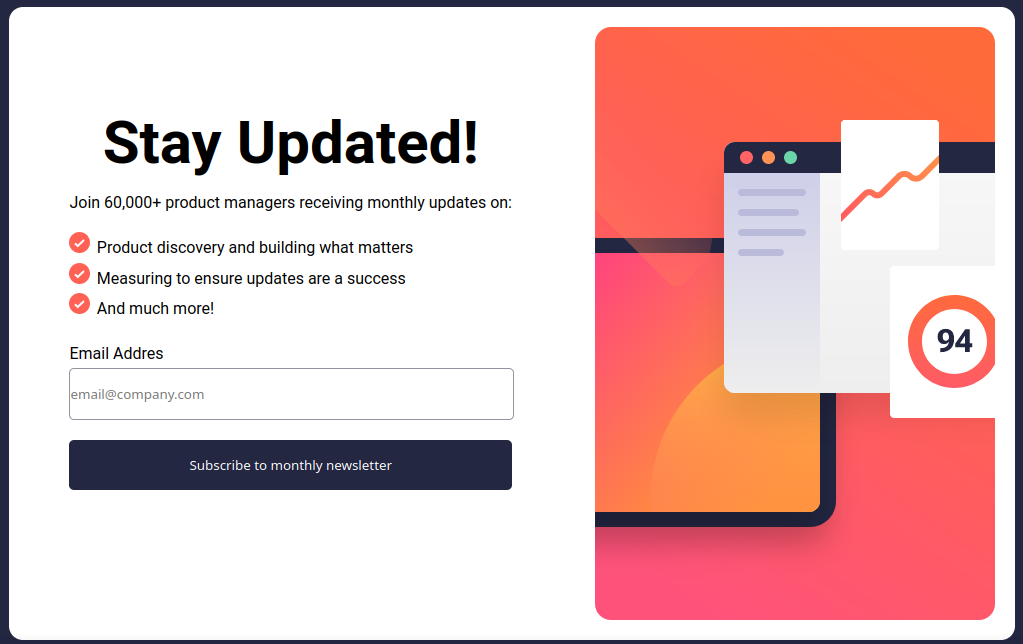 Stay Updated!
Join 60,000+ product managers receiving monthly updates on:
Product discovery and building what matters
Measuring to ensure updates are a success
And much more!
Email Addres
email@company.com
Subscribe to monthly newsletter
94